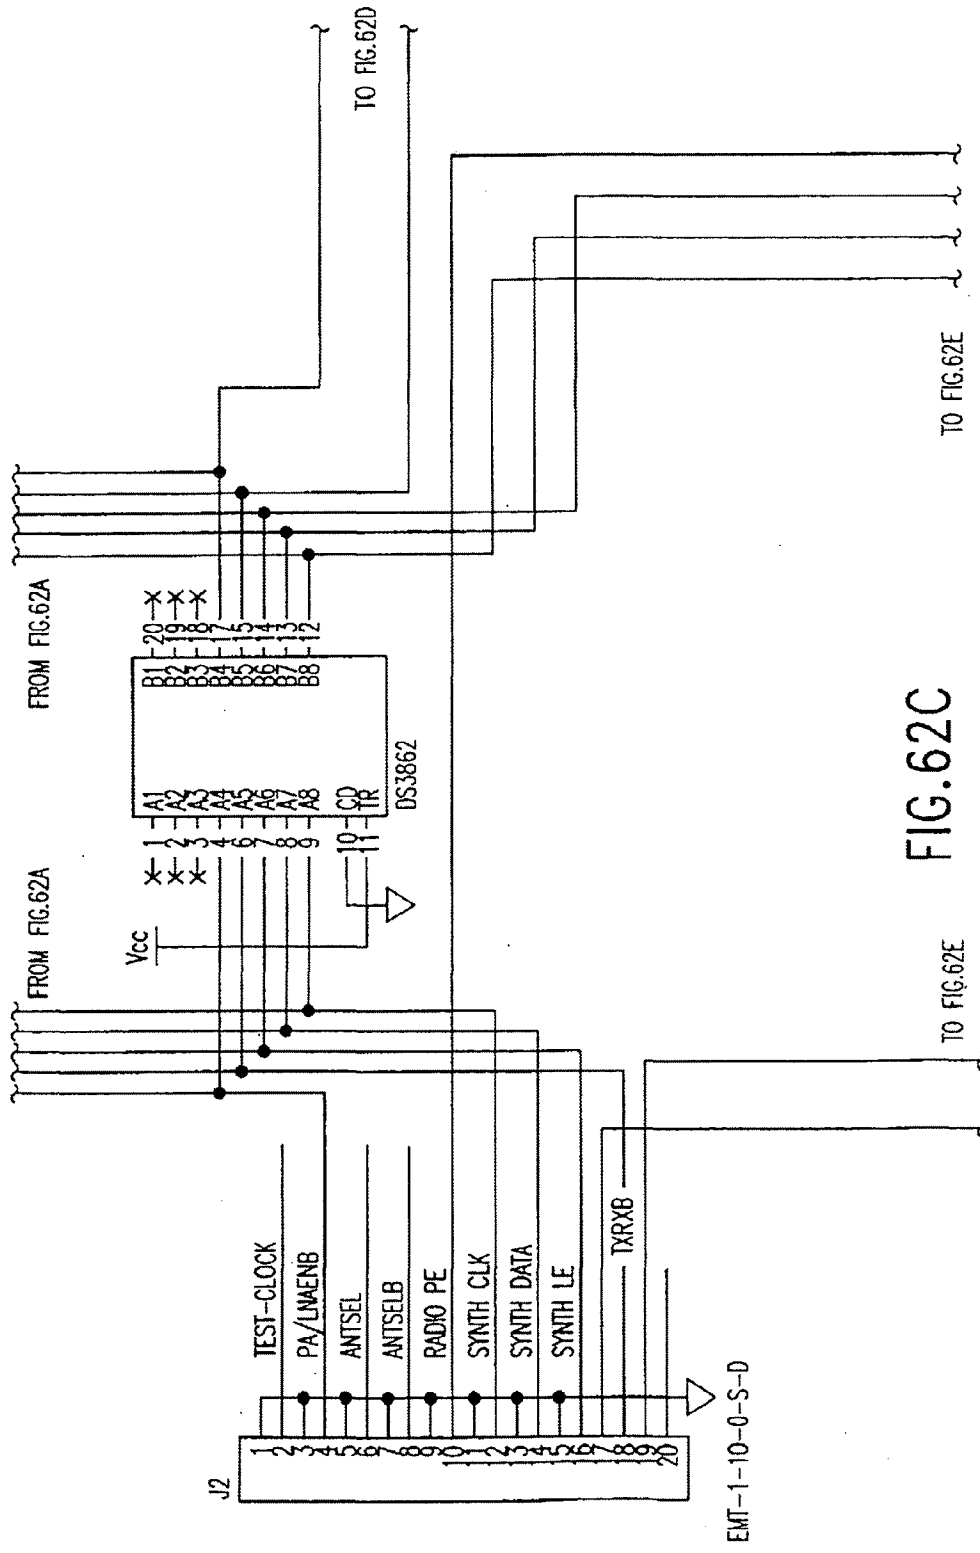 FROM FIG.62A
FROM FIG.62A
TO FIG.62D
Vcc
1 A1
2 A2
3 A3
4 A4
6 A5
7 A6
8 A7
9 A8
10 CD
11 TR
B1 20
B2 19
B3 18
B4 17
B5 15
B6 14
B7 13
B8 12
DS3862
J2
1
2
3
4
5
6
7
8
9
10
11
12
13
14
15
16
17
18
19
20
TEST-CLOCK
PA/LNAENB
ANTSEL
ANTSELB
RADIO PE
SYNTH CLK
SYNTH DATA
SYNTH LE
TXRXB
EMT-1-10-0-S-D
TO FIG.62E
TO FIG.62E
FIG.62C